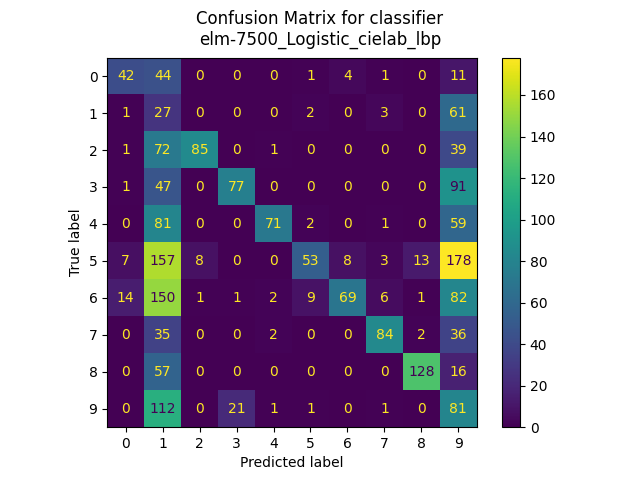 Confusion Matrix for classifier
elm-7500_Logistic_cielab_lbp
True label
0 42 44 0 0 0 1 4 1 0 11
1 1 27 0 0 0 2 0 3 0 61
2 1 72 85 0 1 0 0 0 0 39
3 1 47 0 77 0 0 0 0 0 91
4 0 81 0 0 71 2 0 1 0 59
5 7 157 8 0 0 53 8 3 13 178
6 14 150 1 1 2 9 69 6 1 82
7 0 35 0 0 2 0 0 84 2 36
8 0 57 0 0 0 0 0 0 128 16
9 0 112 0 21 1 1 0 1 0 81
0 1 2 3 4 5 6 7 8 9
Predicted label
160
140
120
100
80
60
40
20
0